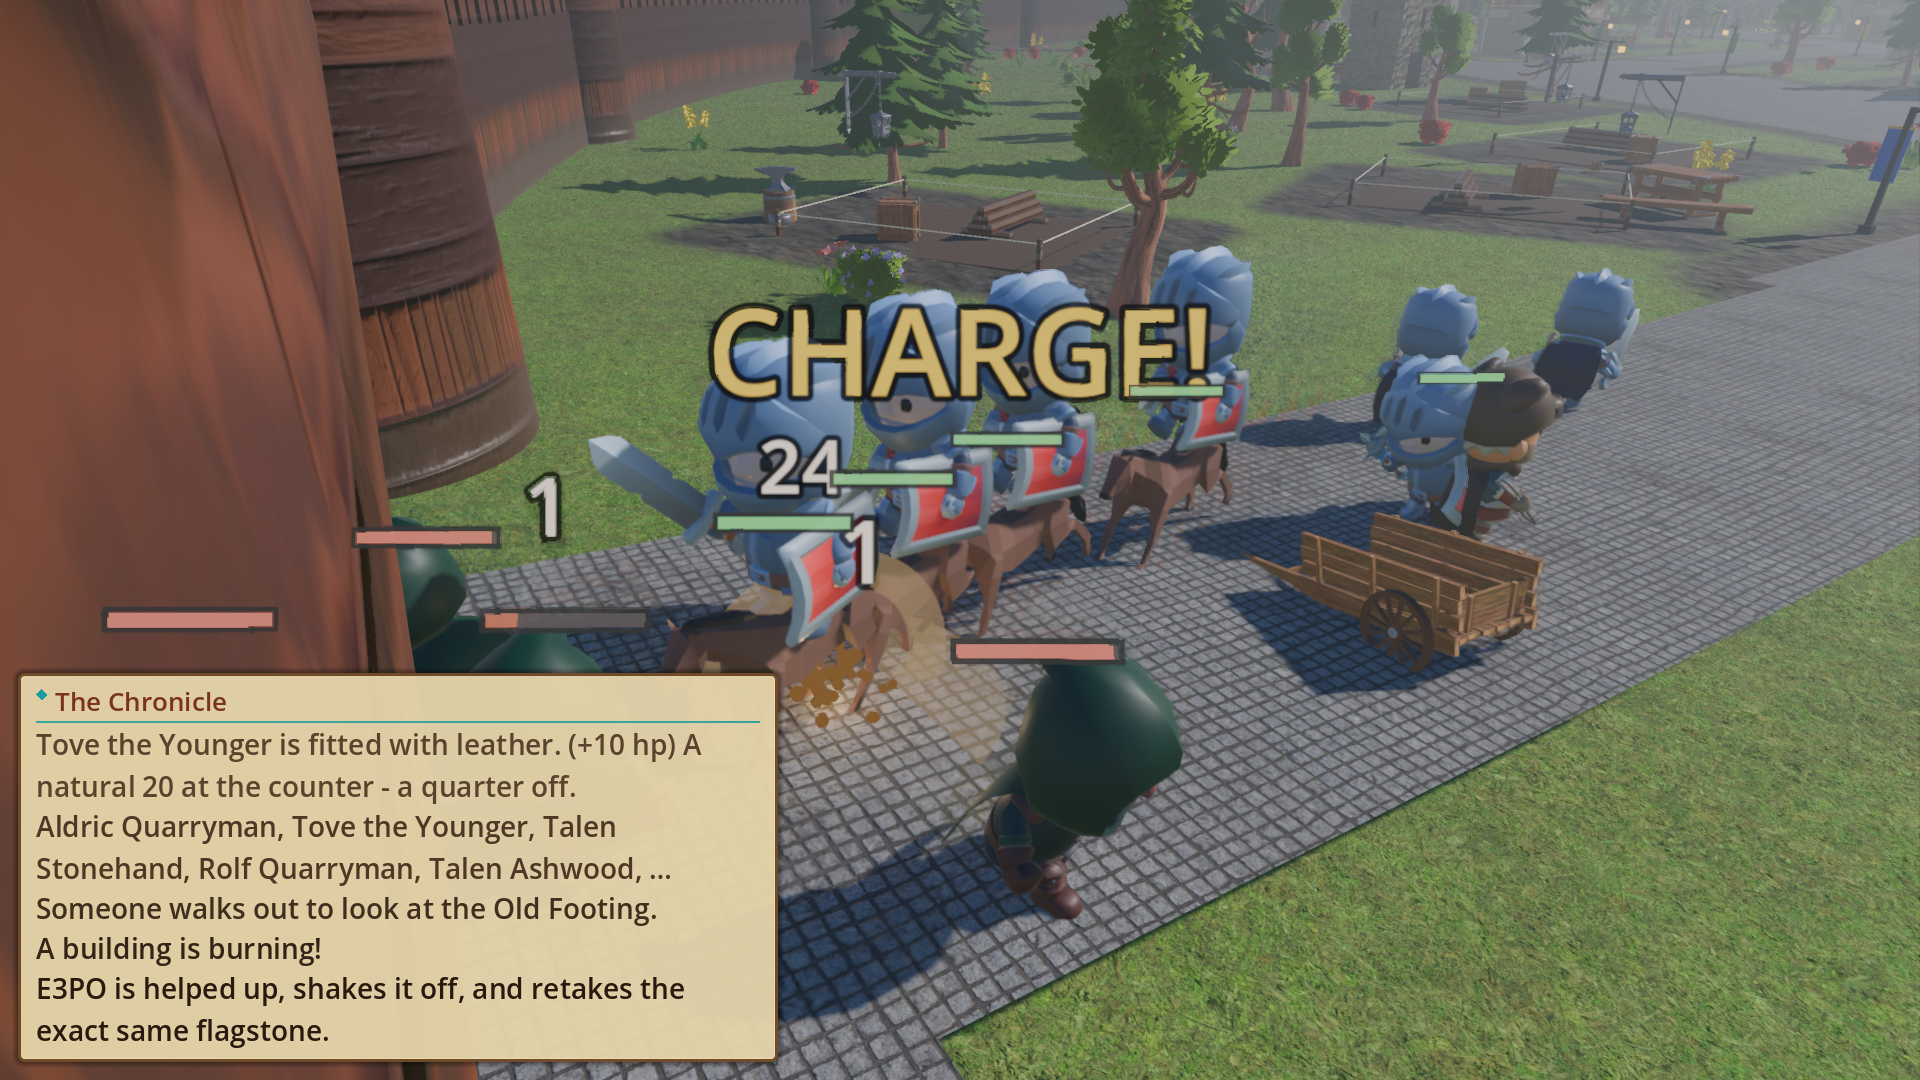 CHARGE!
24
1
1
The Chronicle
Tove the Younger is fitted with leather. (+10 hp) A
natural 20 at the counter - a quarter off.
Aldric Quarryman, Tove the Younger, Talen
Stonehand, Rolf Quarryman, Talen Ashwood, ...
Someone walks out to look at the Old Footing.
A building is burning!
E3PO is helped up, shakes it off, and retakes the
exact same flagstone.